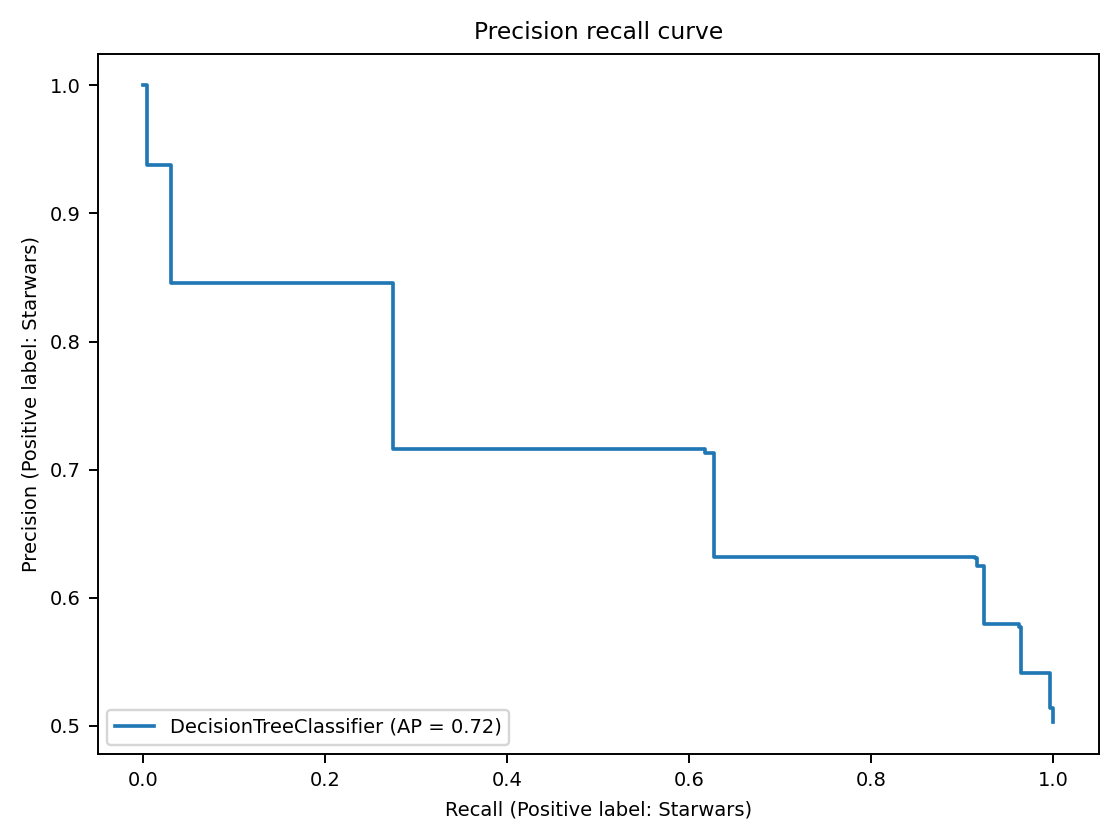 Precision recall curve
Precision (Positive label: Starwars)
1.0
0.9
0.8
0.7
0.6
0.5
DecisionTreeClassifier (AP = 0.72)
0.0 0.2 0.4 0.6 0.8 1.0
Recall (Positive label: Starwars)